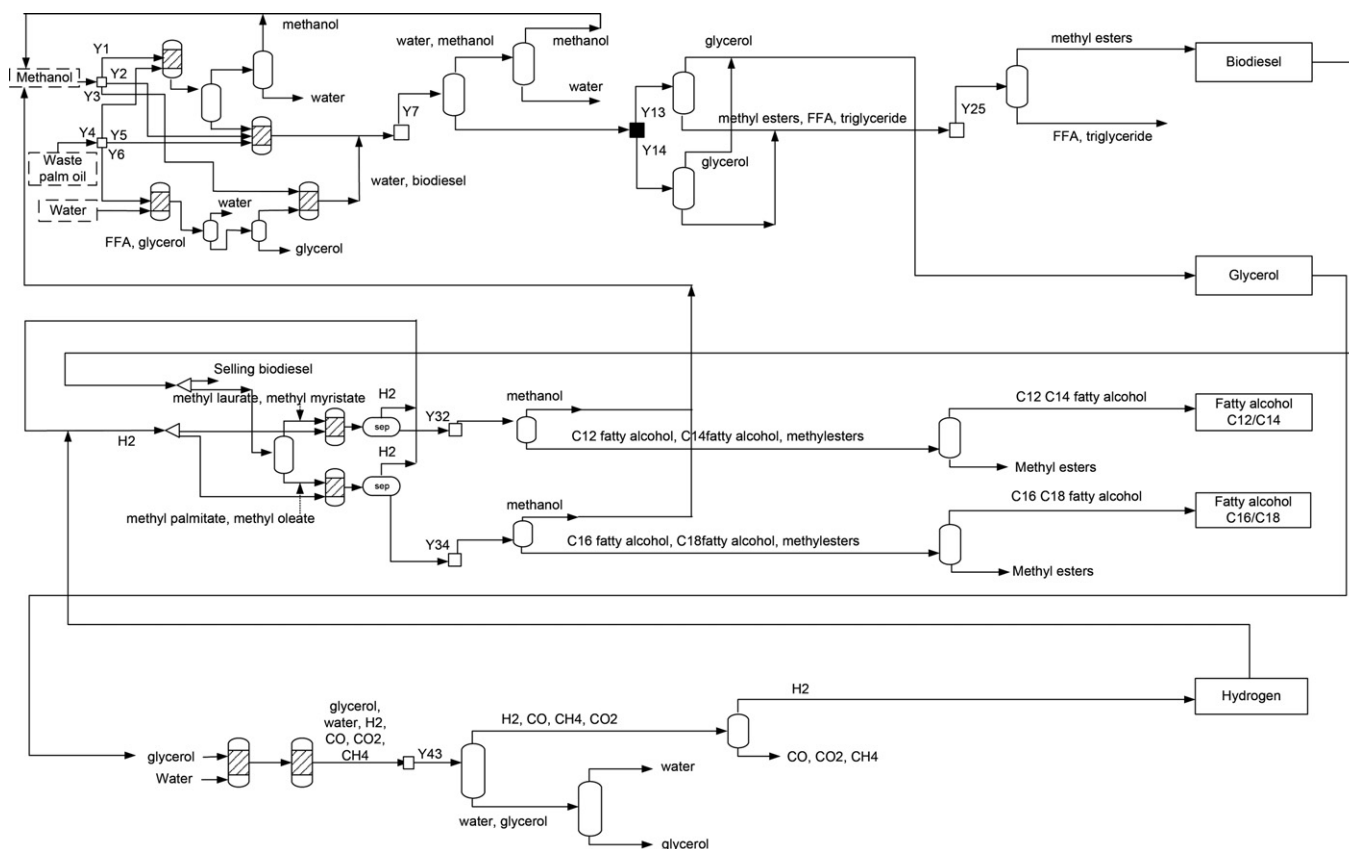 methanol
Y1
Methanol
Y2
Y3
water
Y4
Y5
Y6
Waste
palm oil
Water
water
FFA, glycerol
glycerol
water, biodiesel
Y7
water, methanol
methanol
water
glycerol
Y13
methyl esters, FFA, triglyceride
Y14
glycerol
Y25
methyl esters
FFA, triglyceride
Biodiesel
Glycerol
Selling biodiesel
methyl laurate, methyl myristate
H2
H2
sep
Y32
methanol
C12 fatty alcohol, C14fatty alcohol, methylesters
C12 C14 fatty alcohol
Fatty alcohol
C12/C14
Methyl esters
H2
sep
methyl palmitate, methyl oleate
Y34
methanol
C16 fatty alcohol, C18fatty alcohol, methylesters
C16 C18 fatty alcohol
Fatty alcohol
C16/C18
Methyl esters
glycerol
Water
glycerol,
water, H2,
CO, CO2,
CH4
Y43
H2, CO, CH4, CO2
H2
Hydrogen
CO, CO2, CH4
water
water, glycerol
glycerol